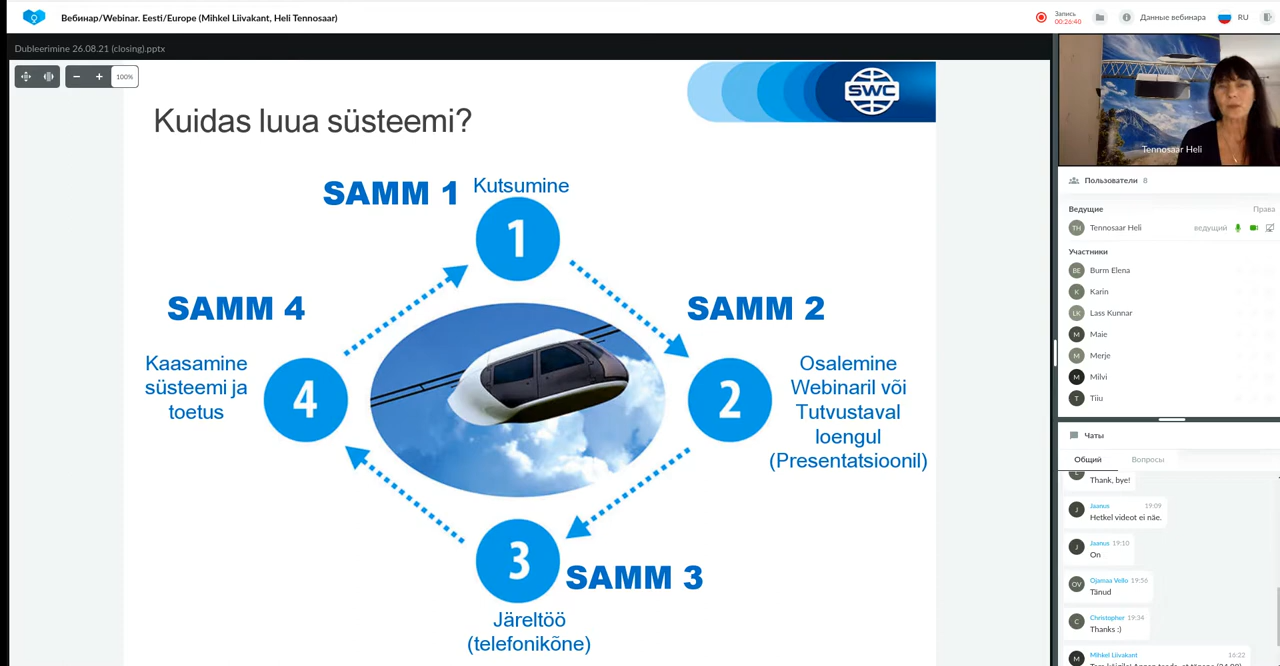 Вебинар/Webinar. Eesti/Europe (Mihkel Liivakant, Heli Tennosaar)
Запись
00:26:40
Данные вебинара
RU
Dubleerimine 26.08.21 (closing).pptx
100%
Kuidas luua süsteemi?
SWC
SAMM 1
Kutsumine
1
SAMM 4
SAMM 2
Kaasamine
süsteemi ja
toetus
4
2
Osalemine
Webinaril või
Tutvustaval
loengul
(Presentatsioonil)
3
SAMM 3
Järeltöö
(telefonikõne)
Tennosaar Heli
Пользователи 8
Ведущие
Права
TH Tennosaar Heli ведущий
Участники
BE Burm Elena
K Karin
LK Lass Kunnar
M Maie
M Merje
M Milvi
T Tiiu
Чаты
Общий
Вопросы
Thank, bye!
J Jaanus 19:09
Hetkel videot ei näe.
J Jaanus 19:10
On
OV Ojamaa Vello 19:56
Tänud
C Christopher 19:34
Thanks :)
M Mihkel Liivakant 16:22